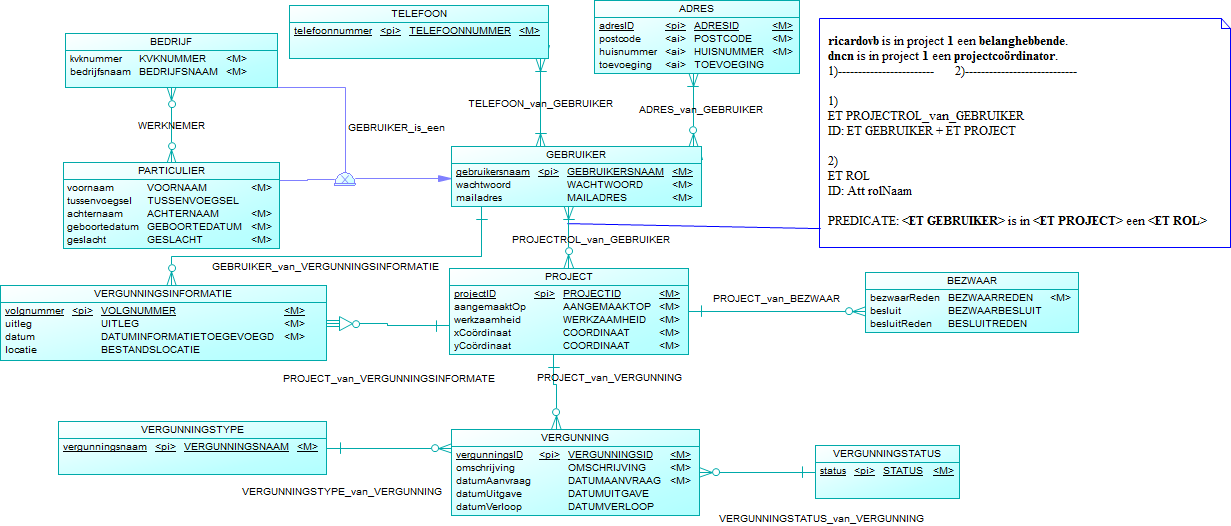 TELEFOON
telefoonnummer <pi> TELEFOONNUMMER <M>
ADRES
adresID <pi> ADRESID <M>
postcode <ai> POSTCODE <M>
huisnummer <ai> HUISNUMMER <M>
toevoeging <ai> TOEVOEGING
BEDRIJF
kvknummer KVKNUMMER <M>
bedrijfsnaam BEDRIJFSNAAM <M>
ricardovb is in project 1 een belanghebbende.
dncn is in project 1 een projectcoördinator.
1)------------------------ 2)----------------------------
1)
ET PROJECTROL_van_GEBRUIKER
ID: ET GEBRUIKER + ET PROJECT
2)
ET ROL
ID: Att rolNaam
PREDICATE: <ET GEBRUIKER> is in <ET PROJECT> een <ET ROL>
TELEFOON_van_GEBRUIKER
ADRES_van_GEBRUIKER
WERKNEMER
GEBRUIKER_is_een
PARTICULIER
voornaam VOORNAAM <M>
tussenvoegsel TUSSENVOEGSEL
achternaam ACHTERNAAM <M>
geboortedatum GEBOORTEDATUM <M>
geslacht GESLACHT <M>
GEBRUIKER
gebruikersnaam <pi> GEBRUIKERSNAAM <M>
wachtwoord WACHTWOORD <M>
mailadres MAILADRES <M>
PROJECTROL_van_GEBRUIKER
GEBRUIKER_van_VERGUNNINGSINFORMATIE
VERGUNNINGSINFORMATIE
volgnummer <pi> VOLGNUMMER <M>
uitleg UITLEG <M>
datum DATUMINFORMATIETOEGEVOEGD <M>
locatie BESTANDSLOCATIE
PROJECT
projectID <pi> PROJECTID <M>
aangemaaktOp AANGEMAAKTOP <M>
werkzaamheid WERKZAAMHEID <M>
xCoördinaat COORDINAAT <M>
yCoördinaat COORDINAAT <M>
PROJECT_van_BEZWAAR
BEZWAAR
bezwaarReden BEZWAARREDEN <M>
besluit BEZWAARBESLUIT
besluitReden BESLUITREDEN
PROJECT_van_VERGUNNINGSINFORMATE
PROJECT_van_VERGUNNING
VERGUNNINGSTYPE
vergunningsnaam <pi> VERGUNNINGSNAAM <M>
VERGUNNINGSTYPE_van_VERGUNNING
VERGUNNING
vergunningsID <pi> VERGUNNINGSID <M>
omschrijving OMSCHRIJVING <M>
datumAanvraag DATUMAANVRAAG <M>
datumUitgave DATUMUITGAVE
datumVerloop DATUMVERLOOP
VERGUNNINGSTATUS
status <pi> STATUS <M>
VERGUNNINGSTATUS_van_VERGUNNING